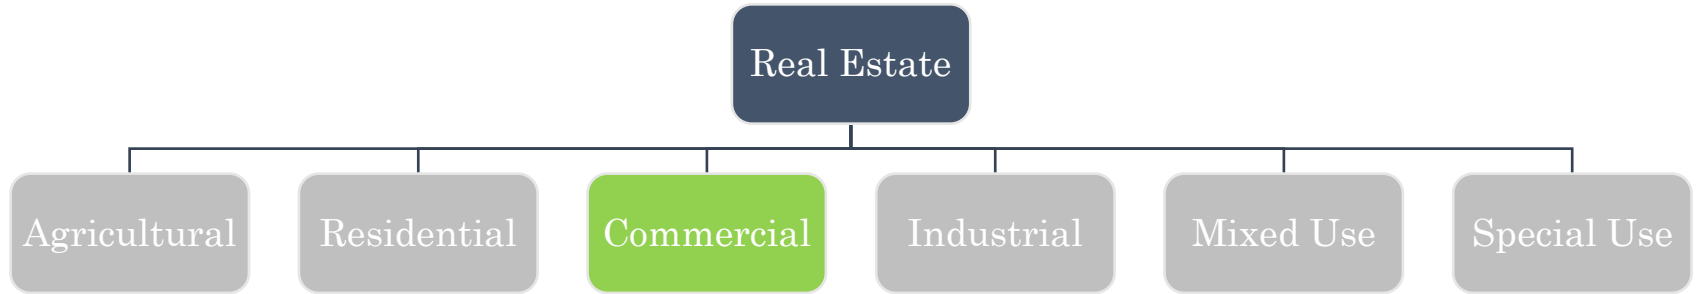 Real Estate
Agricultural
Residential
Commercial
Industrial
Mixed Use
Special Use